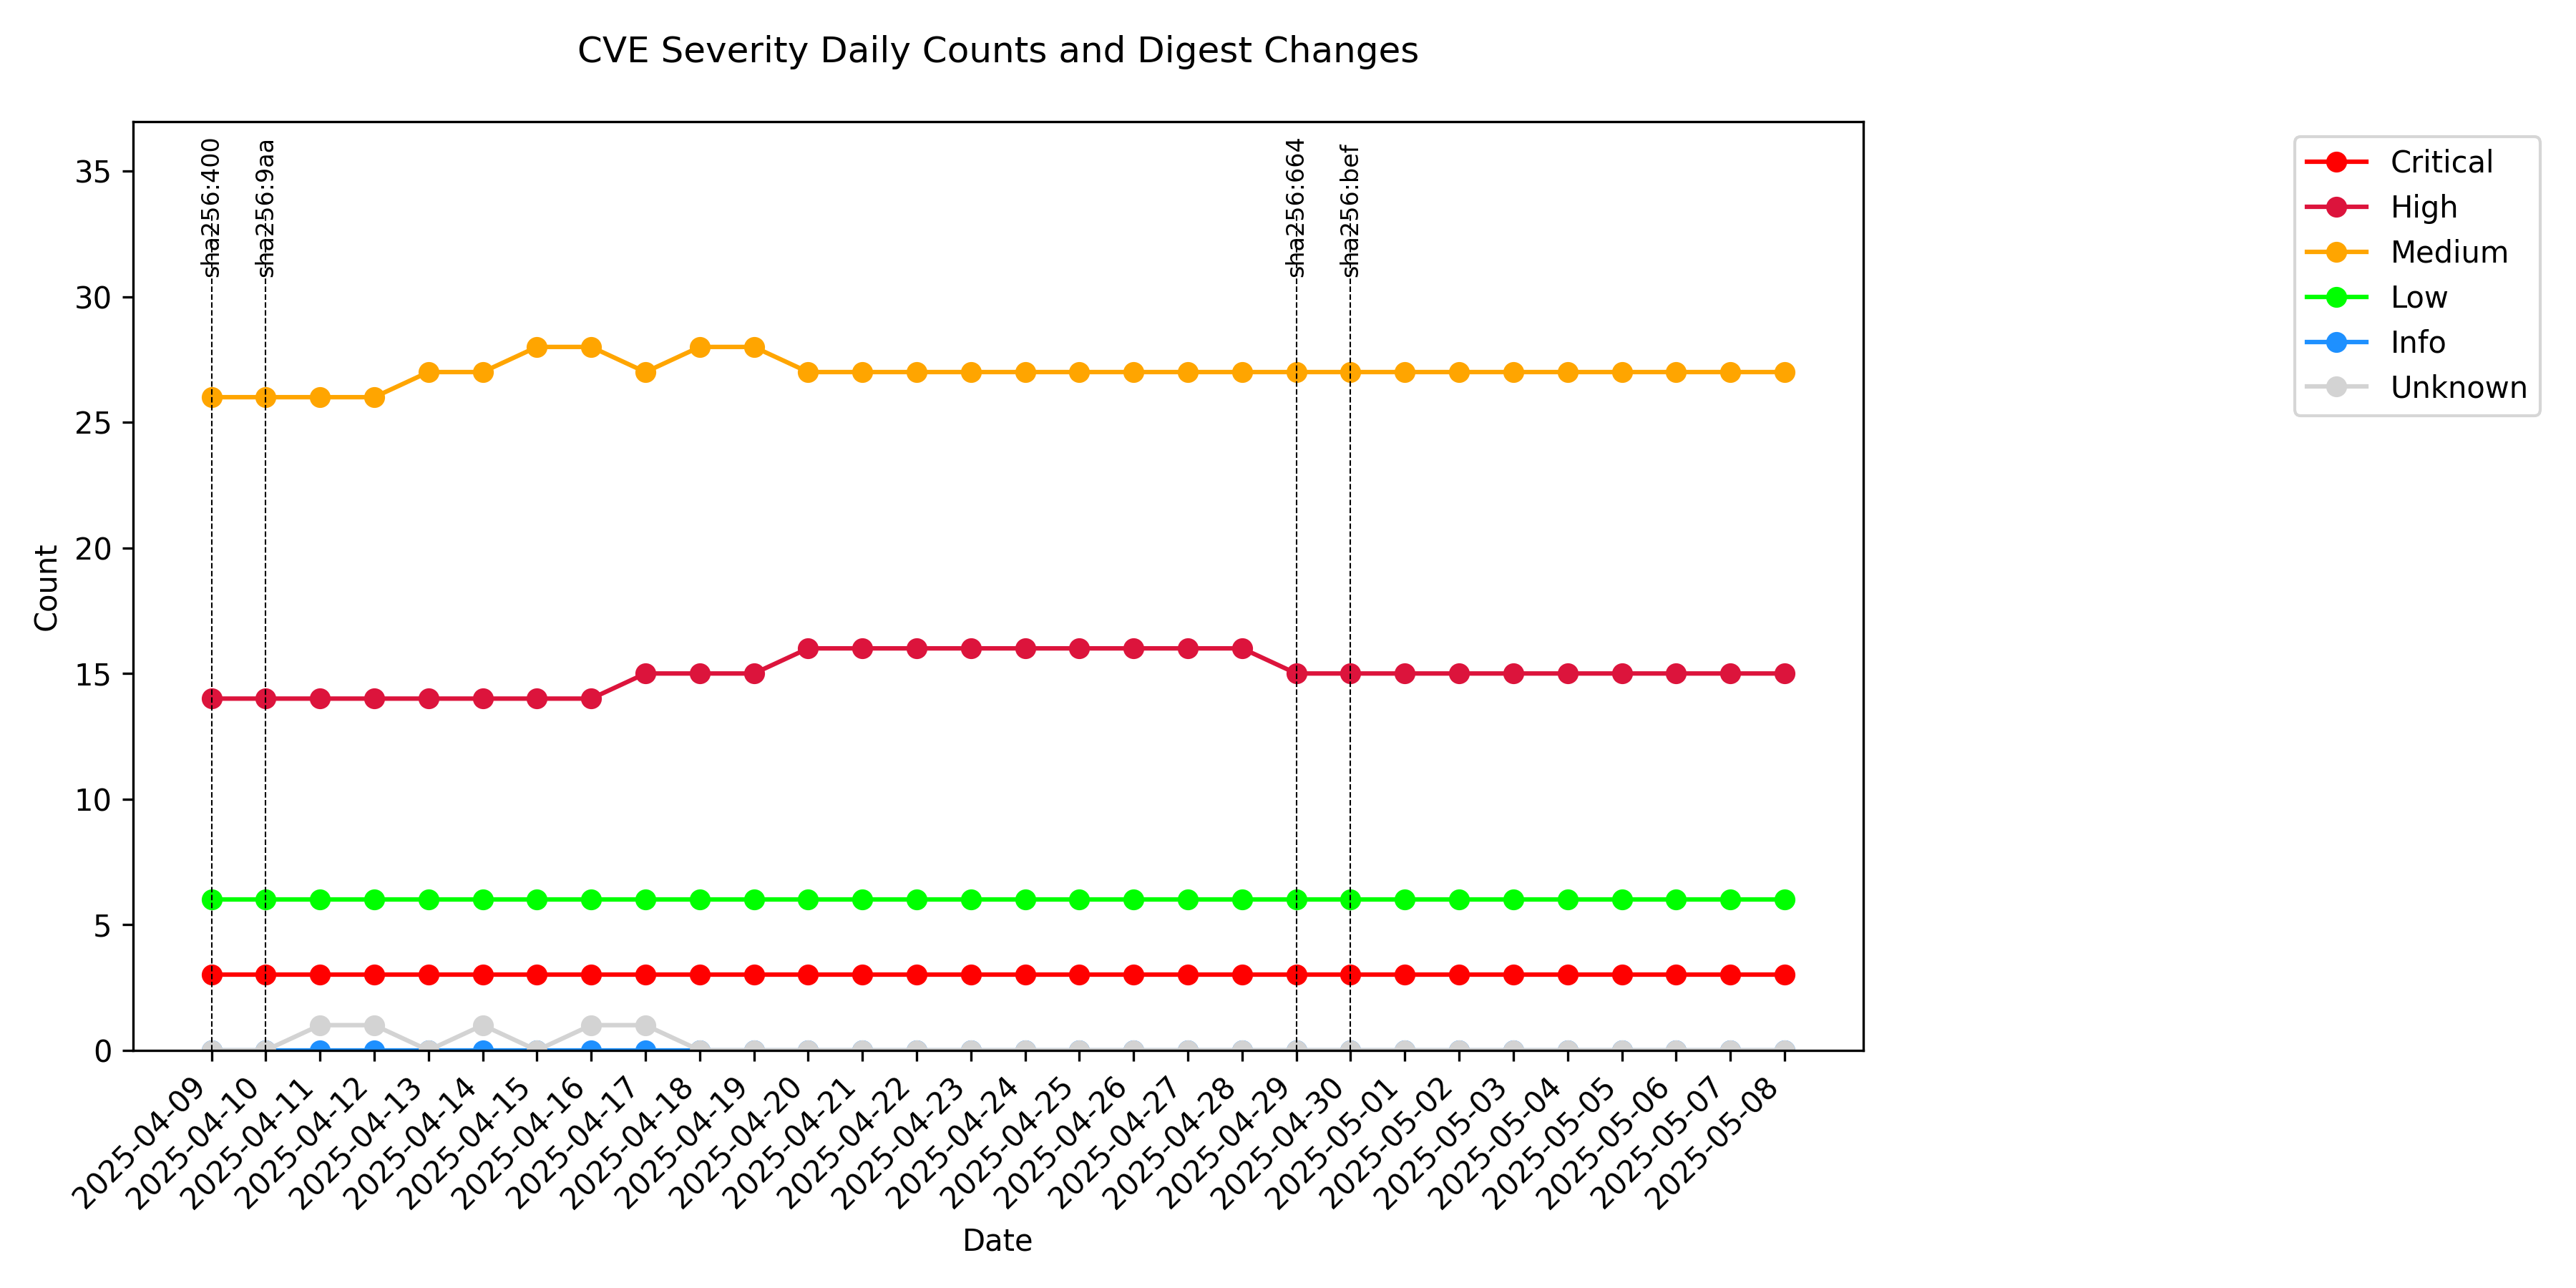 CVE Severity Daily Counts and Digest Changes
sha256:400
sha256:9aa
sha256:664
sha256:bef
Critical
High
Medium
Low
Info
Unknown
Count
35
30
25
20
15
10
5
0
2025-04-09
2025-04-10
2025-04-11
2025-04-12
2025-04-13
2025-04-14
2025-04-15
2025-04-16
2025-04-17
2025-04-18
2025-04-19
2025-04-20
2025-04-21
2025-04-22
2025-04-23
2025-04-24
2025-04-25
2025-04-26
2025-04-27
2025-04-28
2025-04-29
2025-04-30
2025-05-01
2025-05-02
2025-05-03
2025-05-04
2025-05-05
2025-05-06
2025-05-07
2025-05-08
Date